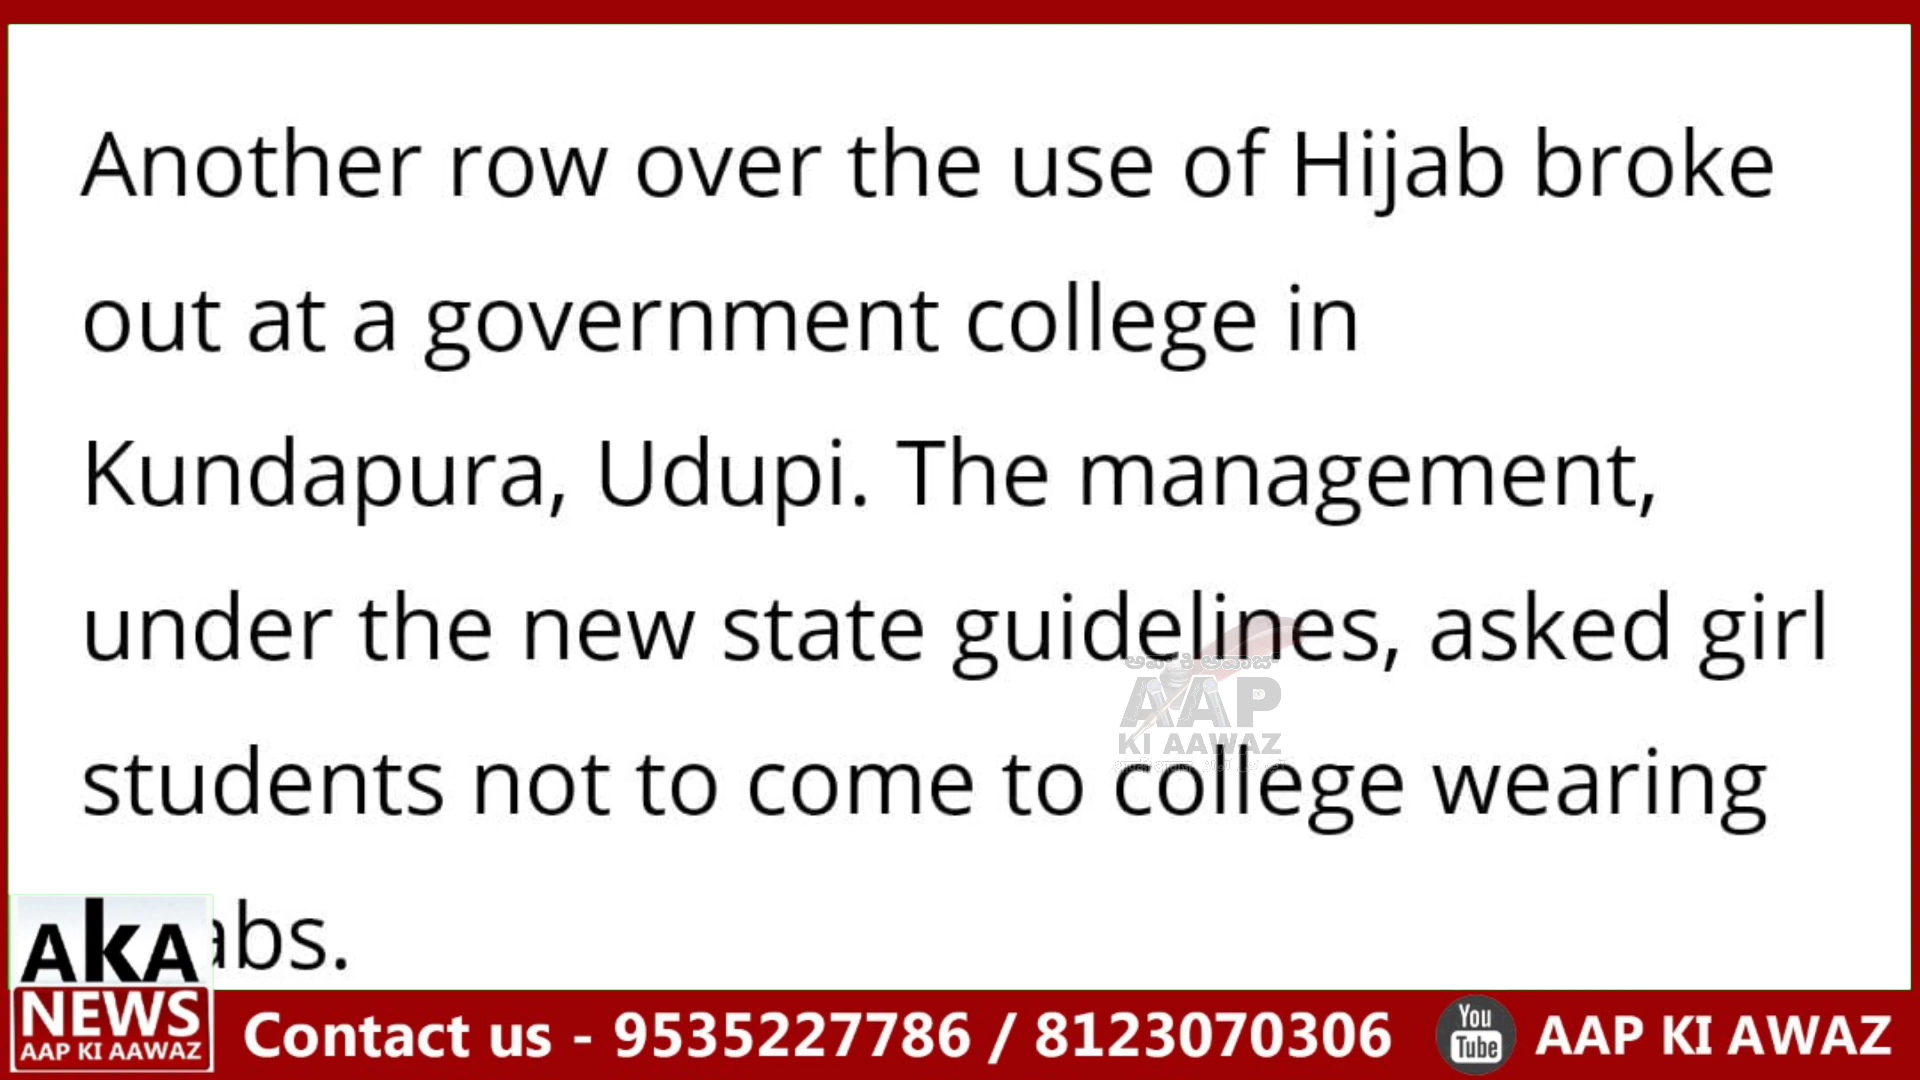 Another row over the use of Hijab broke
out at a government college in
Kundapura, Udupi. The management,
under the new state guidelines, asked girl
students not to come to college wearing
abs.
ಆಪ್ ಕಿ ಆವಾಜ್
AAP
KI AAWAZ
AkA
NEWS
AAP KI AAWAZ
Contact us - 9535227786 / 8123070306
You
Tube
AAP KI AWAZ